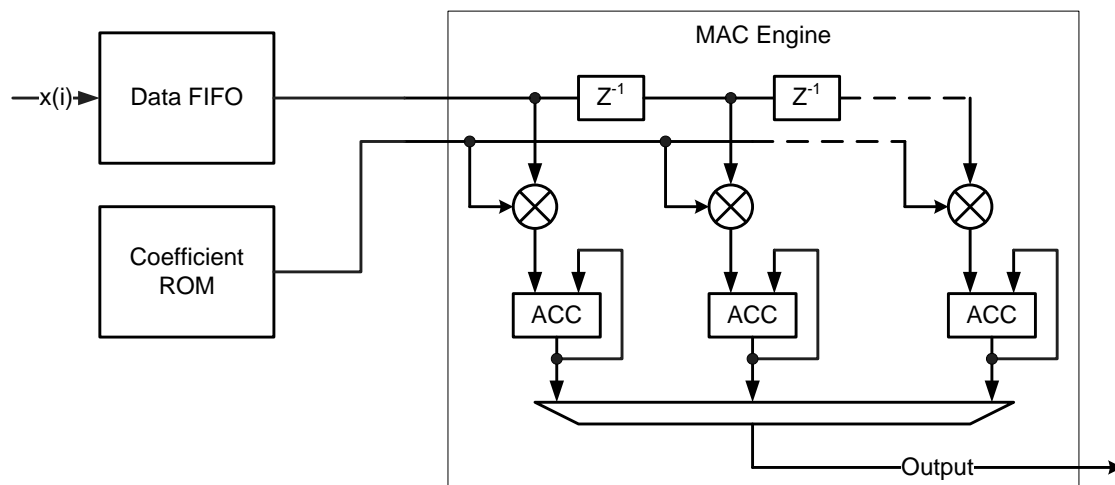 MAC Engine
x(i)
Data FIFO
Z⁻¹
Z⁻¹
Coefficient
ROM
ACC
ACC
ACC
Output